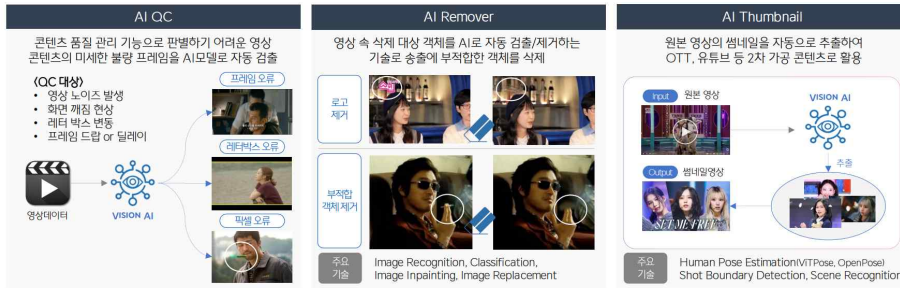 AI QC
콘텐츠 품질 관리 기능으로 판별하기 어려운 영상
콘텐츠의 미세한 불량 프레임을 AI모델로 자동 검출
〈QC 대상〉
• 영상 노이즈 발생
• 화면 깨짐 현상
• 레터 박스 변동
• 프레임 드랍 or 딜레이
프레임 오류
레터박스 오류
픽셀 오류
영상데이터
VISION AI
AI Remover
영상 속 삭제 대상 객체를 AI로 자동 검출/제거하는
기술로 송출에 부적합한 객체를 삭제
로고
제거
부적합
객체 제거
주요
기술
Image Recognition, Classification,
Image Inpainting, Image Replacement
AI Thumbnail
원본 영상의 썸네일을 자동으로 추출하여
OTT, 유튜브 등 2차 가공 콘텐츠로 활용
Input 원본 영상
VISION AI
추출
Output 썸네일영상
SET ME FREE
주요
기술
Human Pose Estimation(ViTPose, OpenPose)
Shot Boundary Detection, Scene Recognition